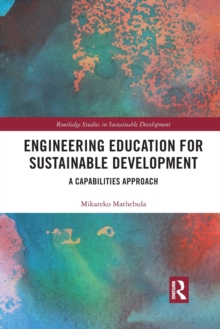 Routledge Studies in Sustainable Development
ENGINEERING EDUCATION FOR
SUSTAINABLE DEVELOPMENT
A CAPABILITIES APPROACH
Mikateko Mathebula
R
ROUTLEDGE